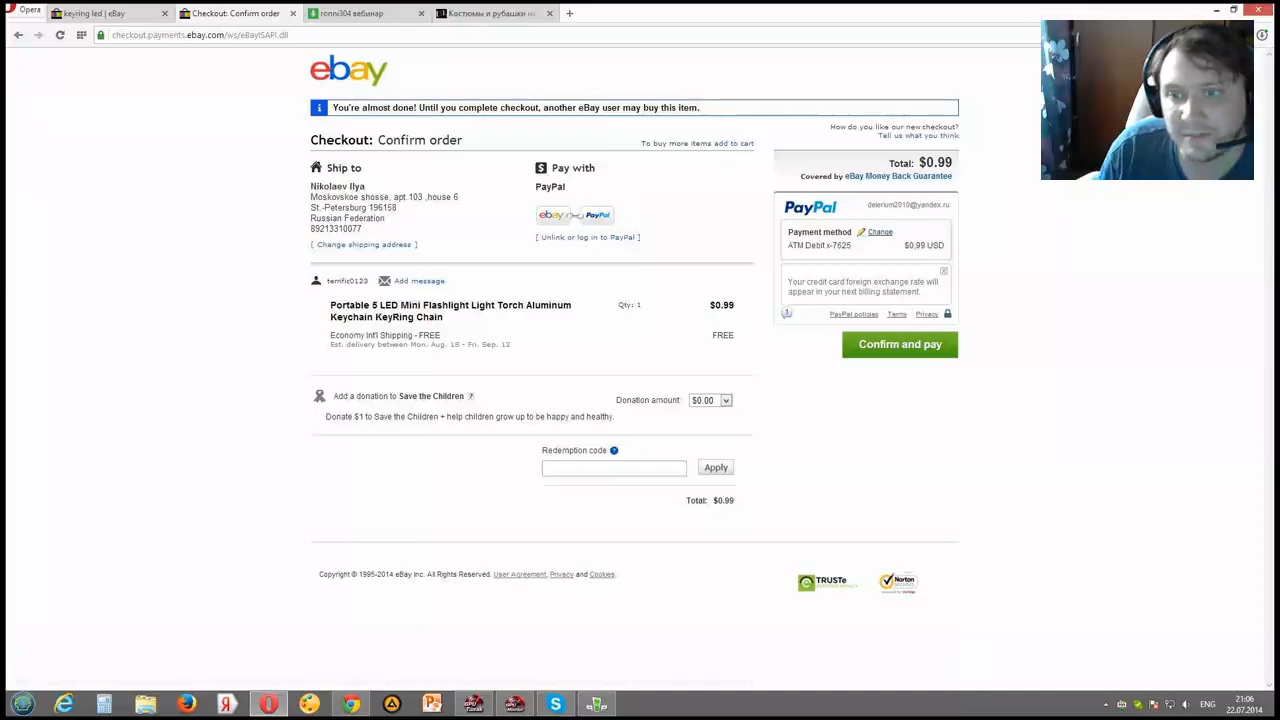 Opera
keyring led | eBay
Checkout: Confirm order
ronni304 вебинар
Костюмы и рубашки на
checkout.payments.ebay.com/ws/eBayISAPI.dll
ebay
You're almost done! Until you complete checkout, another eBay user may buy this item.
How do you like our new checkout?
Tell us what you think
Checkout: Confirm order
To buy more items add to cart
Total: $0.99
Covered by eBay Money Back Guarantee
Ship to
Nikolaev Ilya
Moskovskoe shosse, apt.103 ,house 6
St.-Petersburg 196158
Russian Federation
89213310077
[ Change shipping address ]
Pay with
PayPal
ebay PayPal
[ Unlink or log in to PayPal ]
PayPal
deierium2010@yandex.ru
Payment method Change
ATM Debit x-7625 $0,99 USD
Your credit card foreign exchange rate will
appear in your next billing statement.
PayPal policies Terms Privacy
Confirm and pay
terrific0123 Add message
Portable 5 LED Mini Flashlight Light Torch Aluminum
Keychain KeyRing Chain
Qty: 1 $0.99
Economy Int'l Shipping - FREE FREE
Est. delivery between Mon. Aug. 18 - Fri. Sep. 12
Add a donation to Save the Children ?
Donation amount: $0.00
Donate $1 to Save the Children + help children grow up to be happy and healthy.
Redemption code ?
Apply
Total: $0.99
Copyright © 1995-2014 eBay Inc. All Rights Reserved. User Agreement, Privacy and Cookies.
TRUSTe
Norton
ENG
21:06
22.07.2014